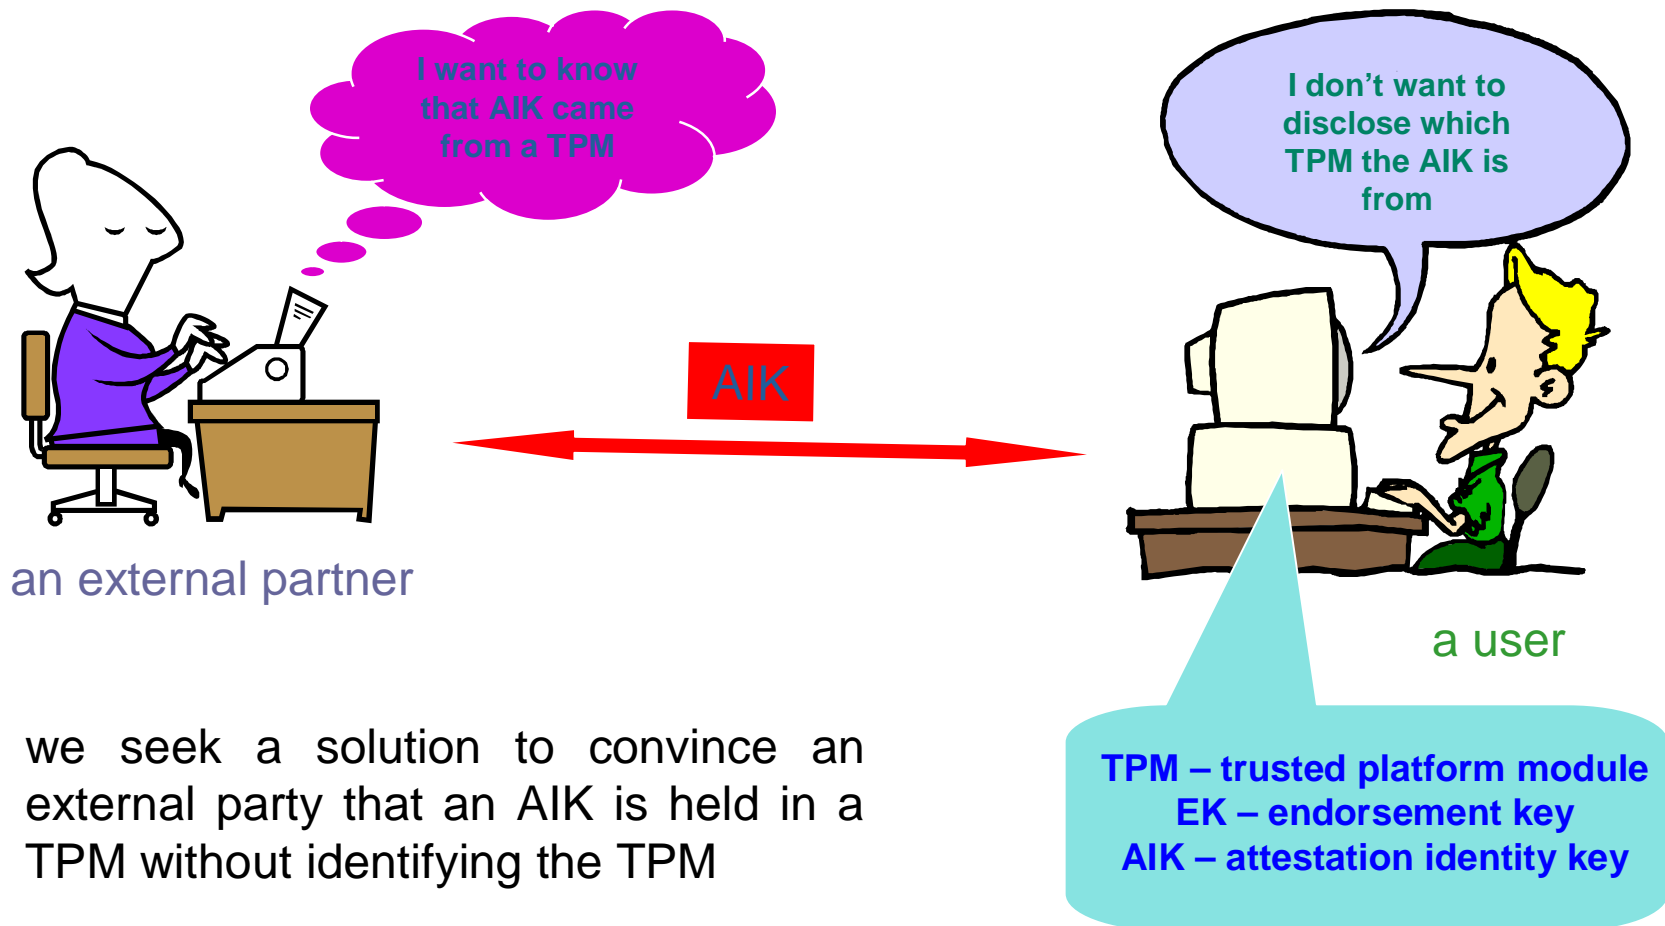 I want to know
that AIK came
from a TPM
I don’t want to
disclose which
TPM the AIK is
from
AIK
an external partner
a user
we seek a solution to convince an
external party that an AIK is held in a
TPM without identifying the TPM
TPM – trusted platform module
EK – endorsement key
AIK – attestation identity key